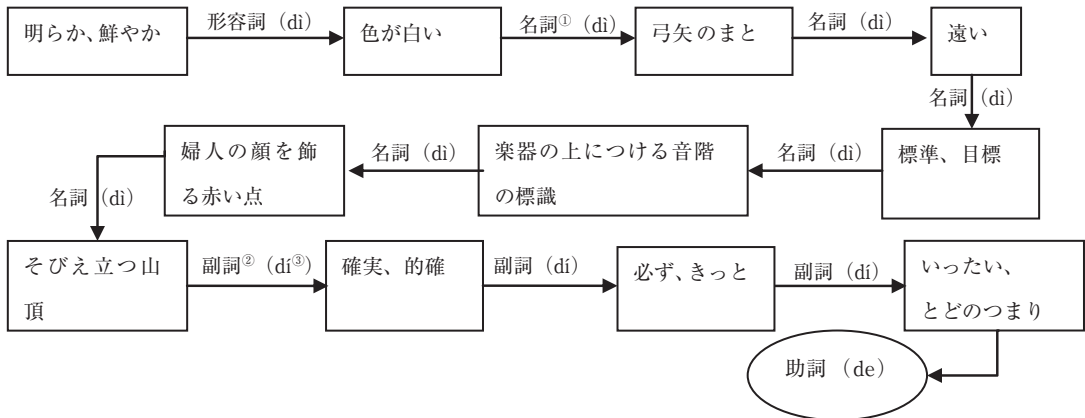 明らか、鮮やか
形容詞（dì）
色が白い
名詞①（dì）
弓矢のまと
名詞（dì）
遠い
名詞（dì）
標準、目標
名詞（dì）
楽器の上につける音階
の標識
名詞（dì）
婦人の顔を飾
る赤い点
名詞（dì）
そびえ立つ山
頂
副詞②（dí③）
確実、的確
副詞（dí）
必ず、きっと
副詞（dí）
いったい、
とどのつまり
助詞（de）